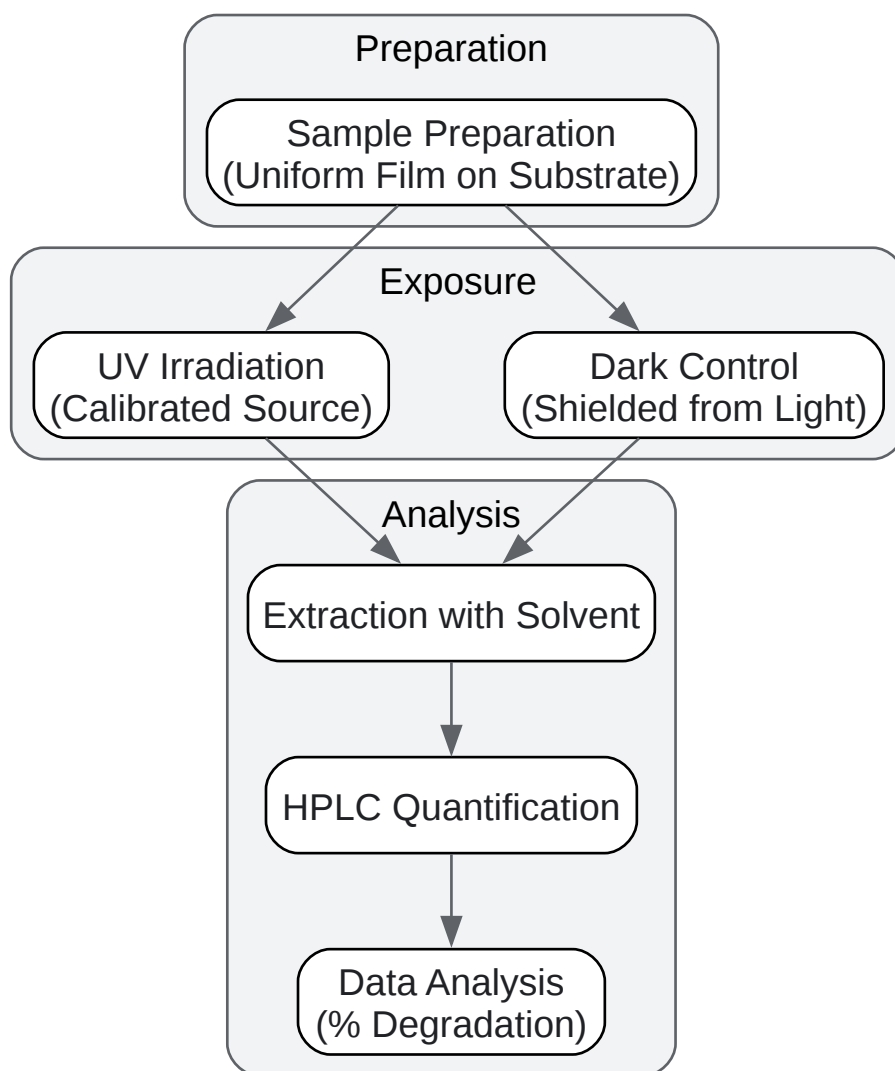 Preparation
Sample Preparation
(Uniform Film on Substrate)
Exposure
UV Irradiation
(Calibrated Source)
Dark Control
(Shielded from Light)
Analysis
Extraction with Solvent
HPLC Quantification
Data Analysis
(% Degradation)